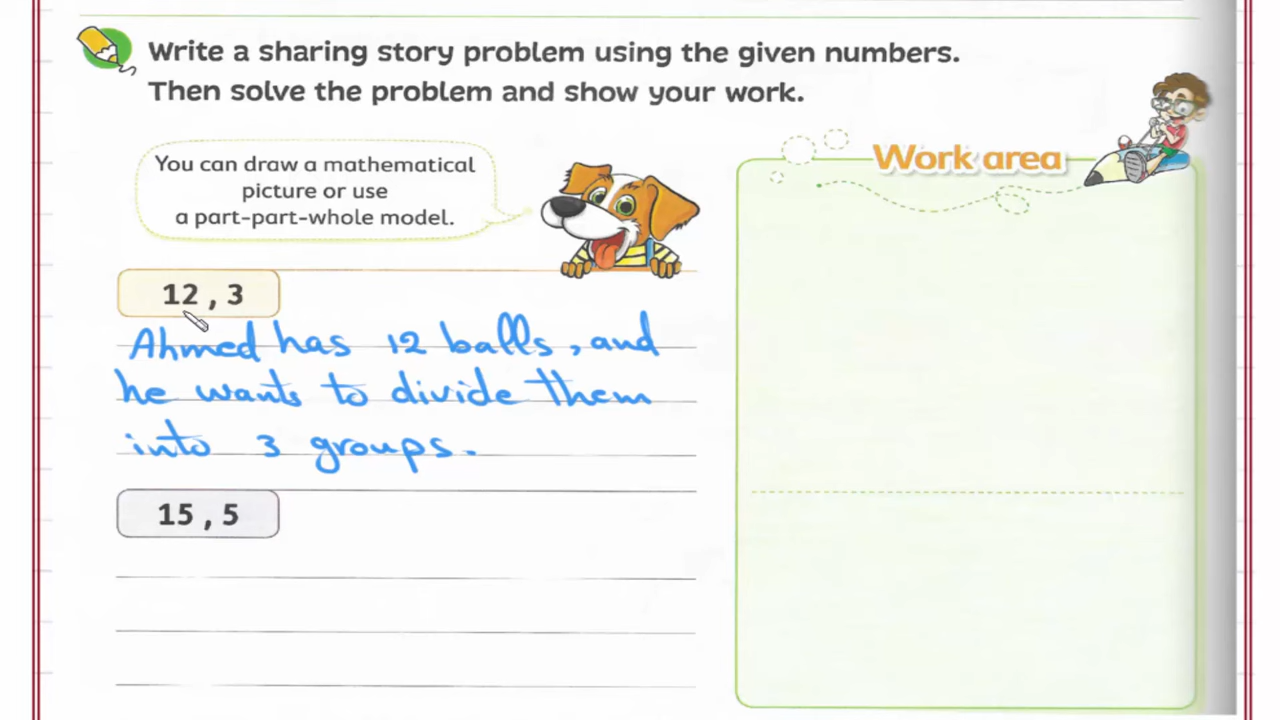 Write a sharing story problem using the given numbers.
Then solve the problem and show your work.
You can draw a mathematical
picture or use
a part-part-whole model.
Work area
12 , 3
Ahmed has 12 balls, and
he wants to divide them
into 3 groups.
15 , 5